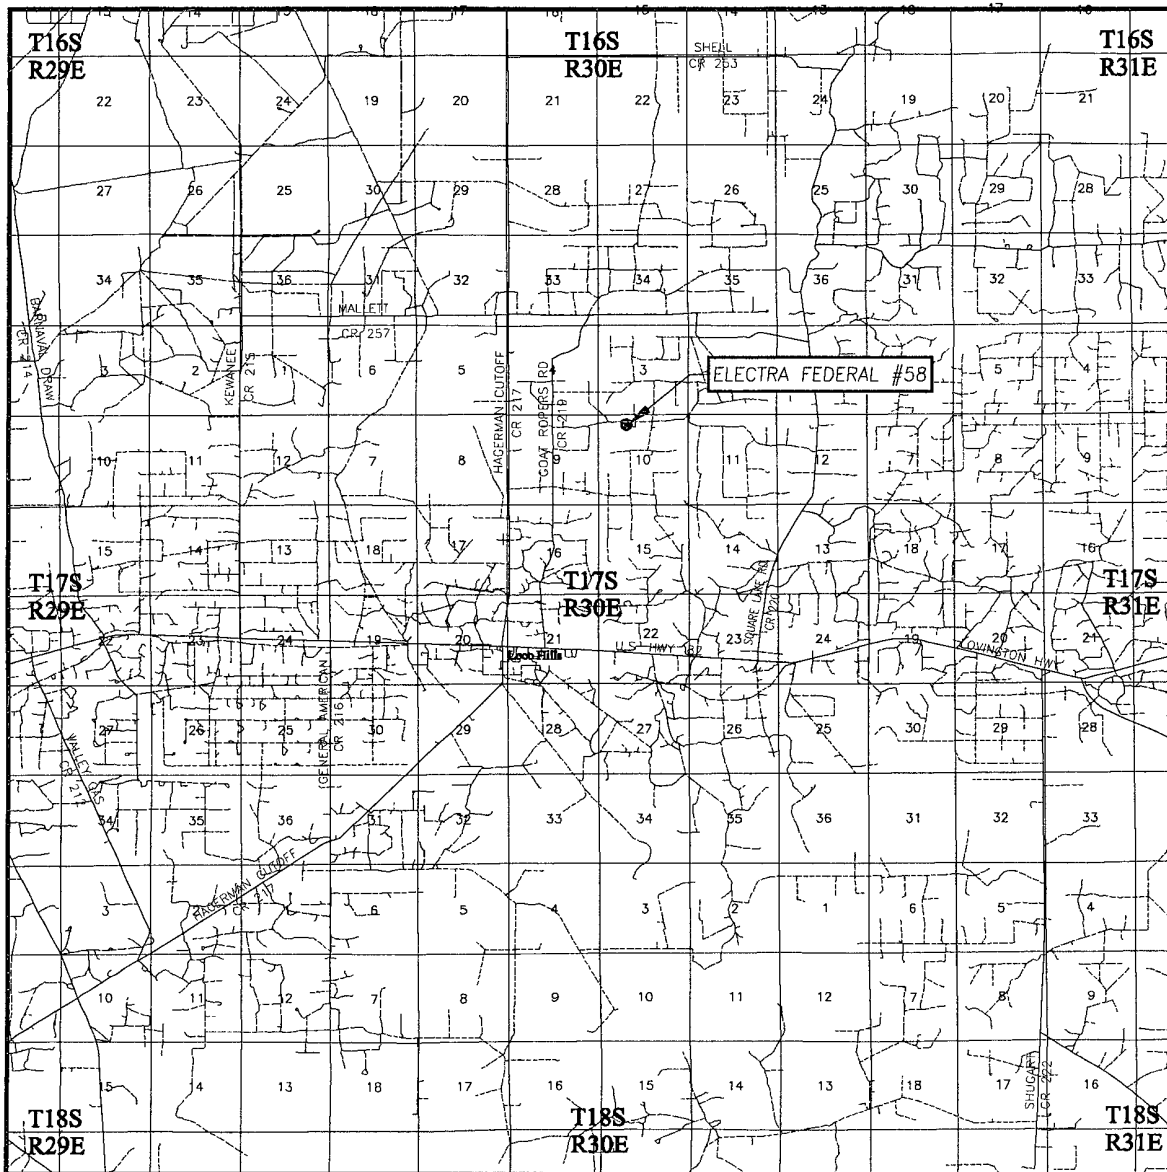 T16S
R29E
T16S
R30E
T16S
R31E
SHELL
CR 253
22 23 24 19 20 21 22 23 24 19 20 21
27 26 25 30 29 28 27 26 25 30 29 28
34 35 36 31 32 33 34 35 36 31 32 33
MALLETT
CR 257
BARNAVAL DRAW
CR 214
KEWANEE
CR 215
HAGERMAN CUTOFF
CR 217
GOAT ROPERS RD
CR 219
ELECTRA FEDERAL #58
3 2 1 6 5 4 3 5 4
10 11 12 7 8 9 10 11 12 7 8 9
15 14 13 18 17 16 15 14 13 18 17 16
T17S
R29E
T17S
R30E
T17S
R31E
SQUARE LAKE RD
CR 220
22 23 24 19 20 21 22 23 24 19 20 21
Loco Hills
U.S HWY
LOVINGTON HWY
GENERAL AMERICAN
CR 216
27 26 25 30 29 28 27 26 25 30 29 28
VALLEY GAS
CR 212
34 35 36 31 32 33 34 35 36 31 32 33
HAGERMAN CUTOFF
CR 217
3 6 5 4 3 2 1 6 5 4
10 11 12 7 8 9 10 11 12 7 8 9
15 14 13 18 17 16 15 14 13 18 17 16
SHUGART
CR 222
T18S
R29E
T18S
R30E
T18S
R31E